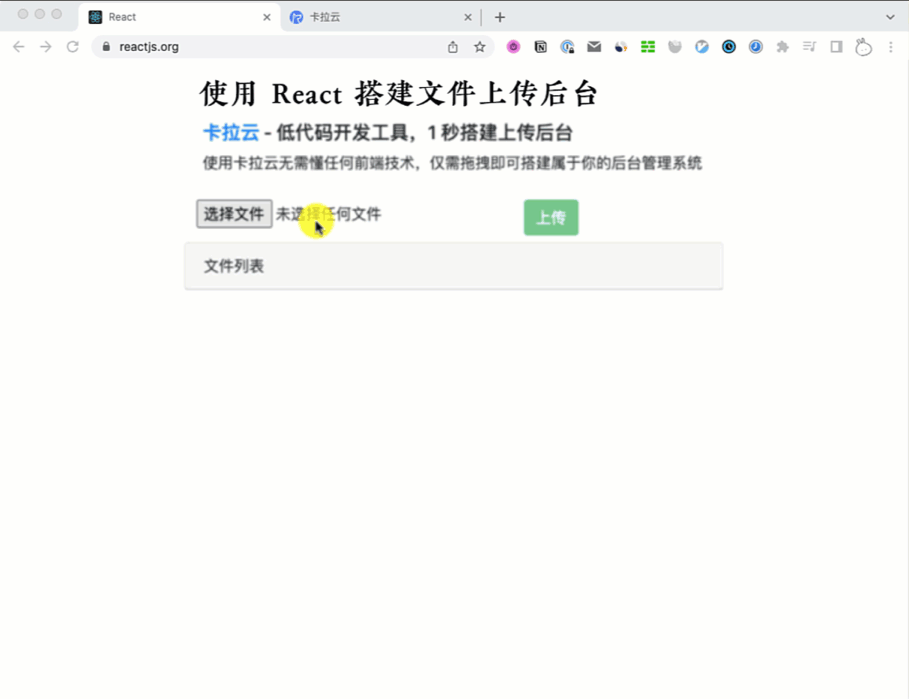 React
卡拉云
reactjs.org
使用 React 搭建文件上传后台
卡拉云 - 低代码开发工具，1 秒搭建上传后台
使用卡拉云无需懂任何前端技术，仅需拖拽即可搭建属于你的后台管理系统
选择文件 未选择任何文件
上传
文件列表